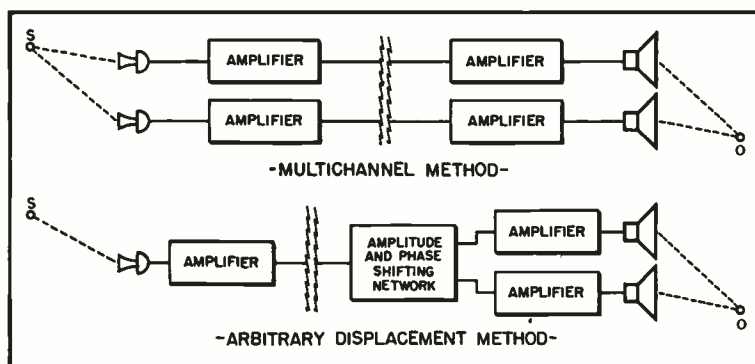 S
AMPLIFIER
AMPLIFIER
AMPLIFIER
AMPLIFIER
O
-MULTICHANNEL METHOD-
S
AMPLIFIER
AMPLITUDE
AND PHASE
SHIFTING
NETWORK
AMPLIFIER
AMPLIFIER
O
-ARBITRARY DISPLACEMENT METHOD-